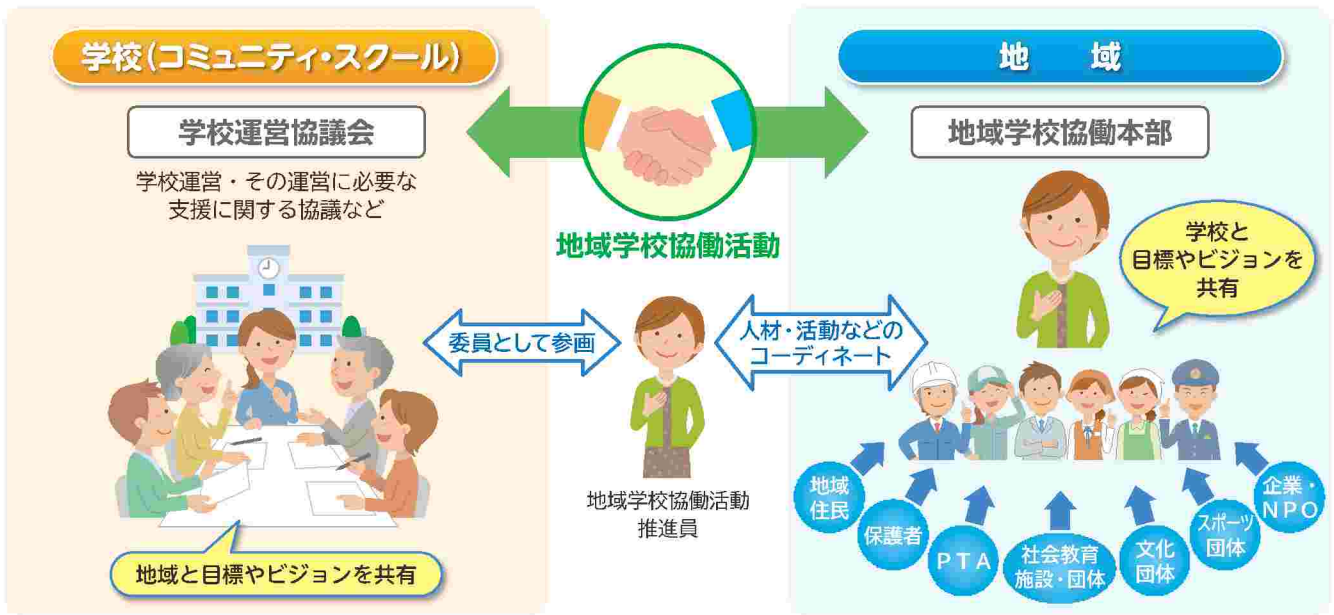 学校(コミュニティ・スクール)
学校運営協議会
学校運営・その運営に必要な
支援に関する協議など
地域と目標やビジョンを共有
地域学校協働活動
委員として参画
人材・活動などの
コーディネート
地域学校協働活動
推進員
地　域
地域学校協働本部
学校と
目標やビジョンを
共有
地域
住民
保護者
PTA
社会教育
施設・団体
文化
団体
スポーツ
団体
企業・
NPO